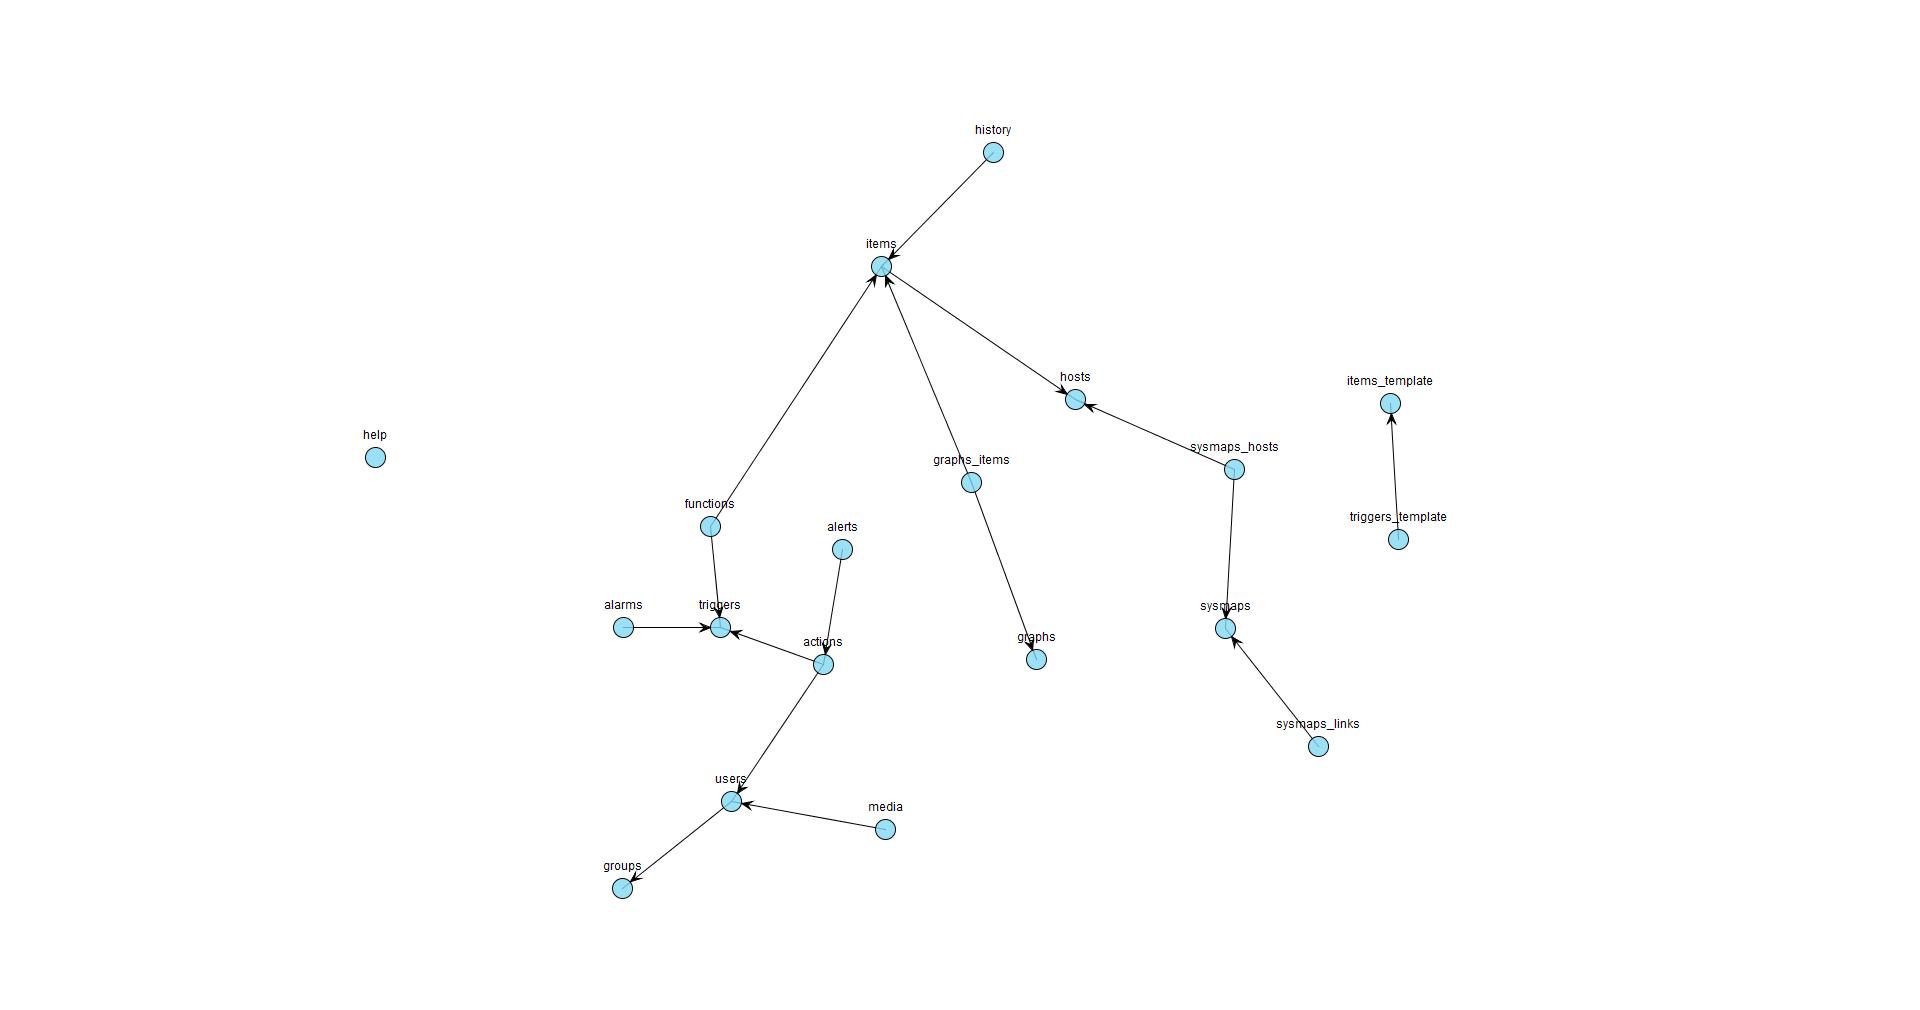 history
items
hosts
items_template
help
sysmaps_hosts
graphs_items
functions
triggers_template
alerts
alarms
triggers
sysmaps
graphs
actions
sysmaps_links
users
media
groups